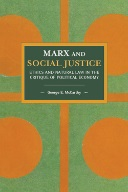 MARX AND
SOCIAL JUSTICE
ETHICS AND NATURAL LAW IN THE
CRITIQUE OF POLITICAL ECONOMY
George E. McCarthy